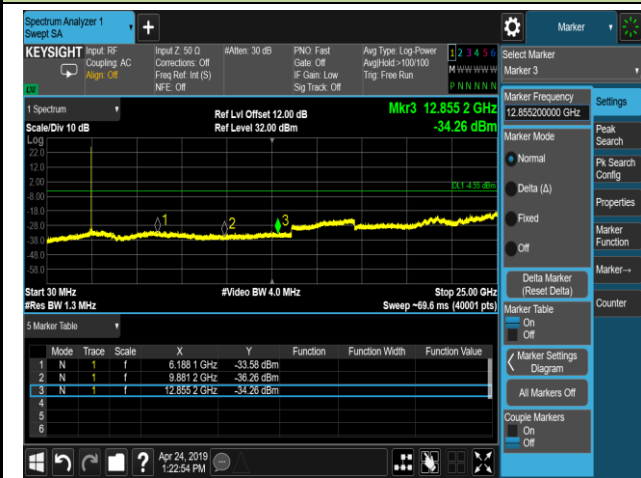 Spectrum Analyzer 1
Swept SA
+
Marker
KEYSIGHT
LXI
Input: RF
Coupling: AC
Align: Off
Input Z: 50 Ω
Corrections: Off
Freq Ref: Int (S)
NFE: Off
#Atten: 30 dB
PNO: Fast
Gate: Off
IF Gain: Low
Sig Track: Off
Avg Type: Log-Power
Avg|Hold:>100/100
Trig: Free Run
1 2 3 4 5 6
M W W W W W
P N N N N N
1 Spectrum
Scale/Div 10 dB
Ref Lvl Offset 12.00 dB
Ref Level 32.00 dBm
Mkr3 12.855 2 GHz
-34.26 dBm
Log
22.0
12.0
2.00
-8.00
-18.0
-28.0
-38.0
-48.0
-58.0
DL1 -4.55 dBm
1
2
3
Start 30 MHz
#Res BW 1.3 MHz
#Video BW 4.0 MHz
Stop 25.00 GHz
Sweep ~69.6 ms (40001 pts)
5 Marker Table
Mode Trace Scale X Y Function Function Width Function Value
1 N 1 f 6.188 1 GHz -33.58 dBm
2 N 1 f 9.881 2 GHz -36.26 dBm
3 N 1 f 12.855 2 GHz -34.26 dBm
4
5
6
?
Apr 24, 2019
1:22:54 PM
Select Marker
Marker 3
Marker Frequency
12.855200000 GHz
Marker Mode
Normal
Delta (Δ)
Fixed
Off
Delta Marker
(Reset Delta)
Marker Table
On
Off
Marker Settings
Diagram
All Markers Off
Couple Markers
On
Off
Settings
Peak
Search
Pk Search
Config
Properties
Marker
Function
Marker→
Counter